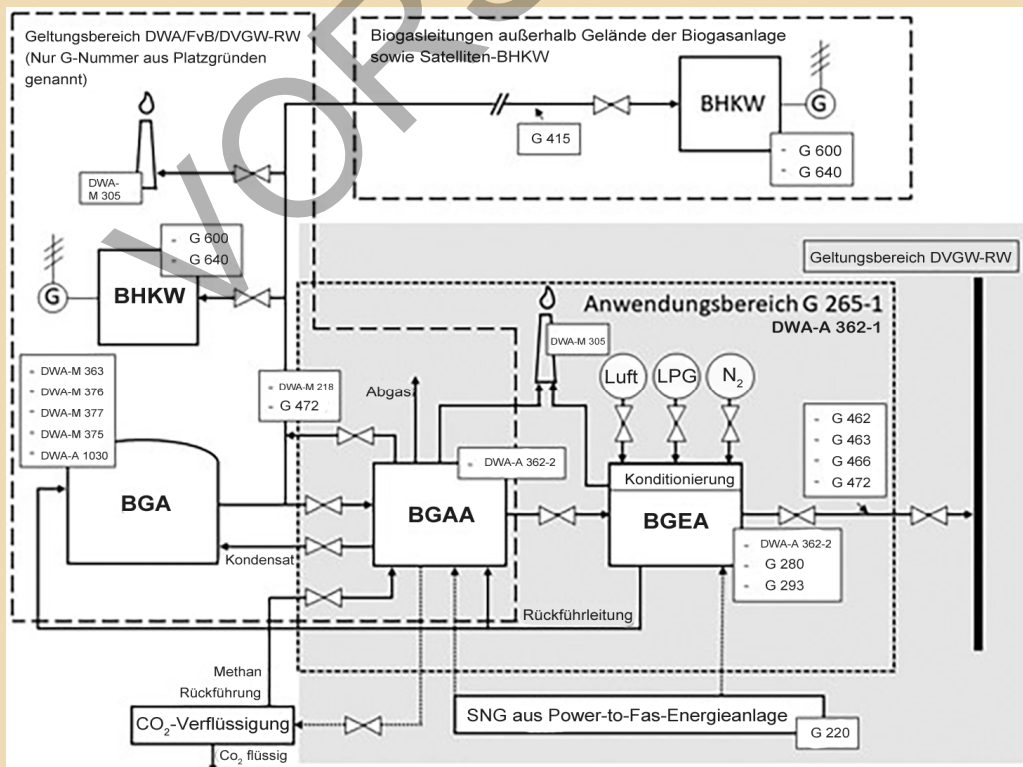 VORS
Geltungsbereich DWA/FvB/DVGW-RW
(Nur G-Nummer aus Platzgründen
genannt)
Biogasleitungen außerhalb Gelände der Biogasanlage
sowie Satelliten-BHKW
BHKW
G
G 415
- G 600
- G 640
DWA-
M 305
- G 600
- G 640
G
BHKW
Geltungsbereich DVGW-RW
Anwendungsbereich G 265-1
DWA-A 362-1
DWA-M 305
Luft
LPG
N₂
- DWA-M 363
- DWA-M 376
- DWA-M 377
- DWA-M 375
- DWA-A 1030
- DWA-M 218
- G 472
Abgas
- G 462
- G 463
- G 466
- G 472
- DWA-A 362-2
Konditionierung
BGA
BGAA
BGEA
Kondensat
- DWA-A 362-2
- G 280
- G 293
Rückführleitung
Methan
Rückführung
CO₂-Verflüssigung
SNG aus Power-to-Fas-Energieanlage
G 220
Co₂ flüssig